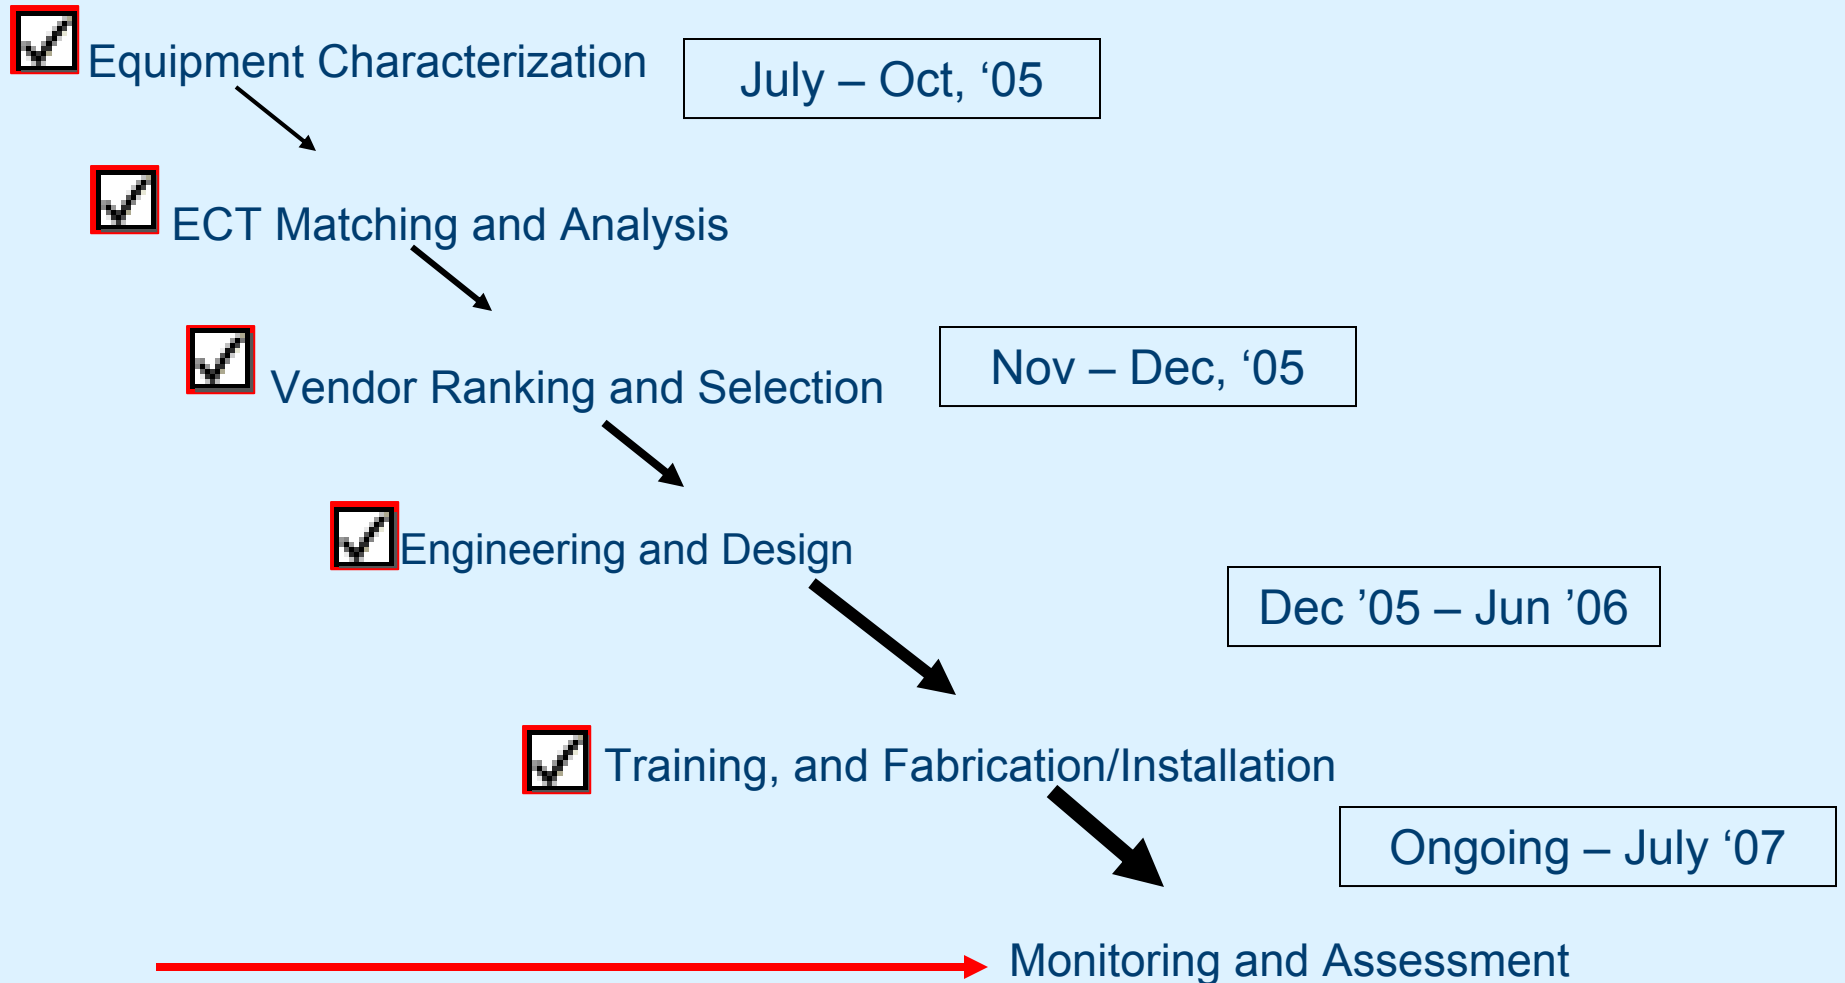 Equipment Characterization
July – Oct, ‘05
ECT Matching and Analysis
Vendor Ranking and Selection
Nov – Dec, ‘05
Engineering and Design
Dec ’05 – Jun ’06
Training, and Fabrication/Installation
Ongoing – July ‘07
Monitoring and Assessment